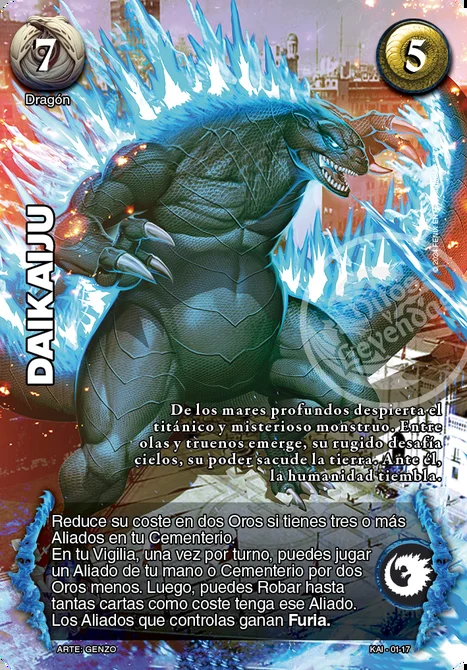 7
5
Dragón
DAIKAIJU
Mitos
y
Leyendas
De los mares profundos despierta el
titánico y misterioso monstruo. Entre
olas y truenos emerge, su rugido desafía
cielos, su poder sacude la tierra. Ante él,
la humanidad tiembla.
Reduce su coste en dos Oros si tienes tres o más
Aliados en tu Cementerio.
En tu Vigilia, una vez por turno, puedes jugar
un Aliado de tu mano o Cementerio por dos
Oros menos. Luego, puedes Robar hasta
tantas cartas como coste tenga ese Aliado.
Los Aliados que controlas ganan Furia.
ARTE: GENZO
KAI - 01-17